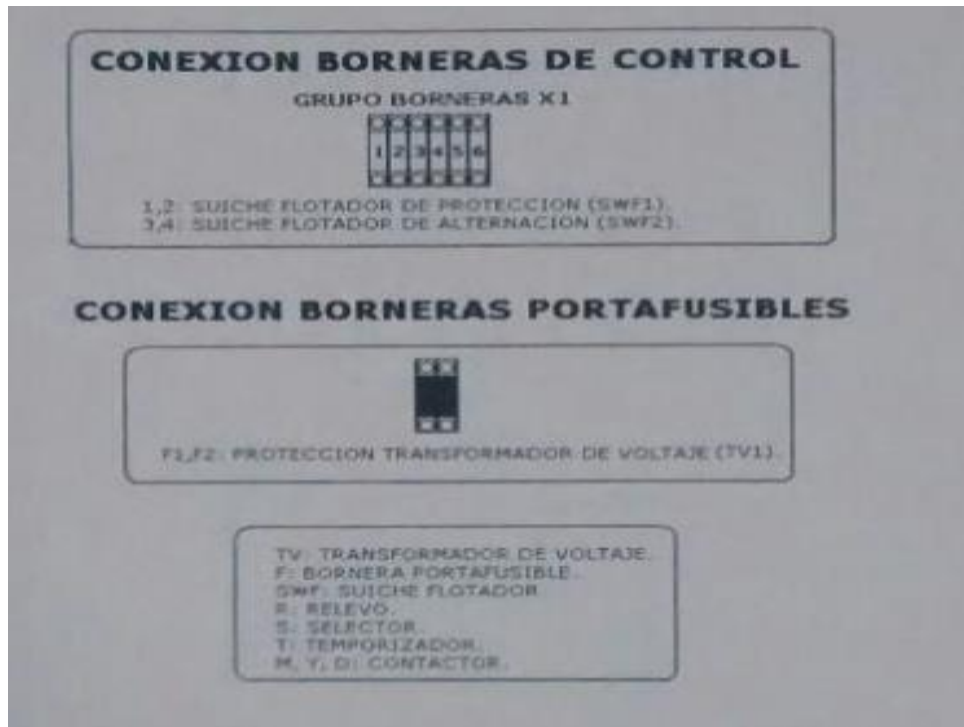 CONEXION BORNERAS DE CONTROL
GRUPO BORNERAS X1
1 2 3 4 5 6
1,2: SUICHE FLOTADOR DE PROTECCION (SWF1).
3,4: SUICHE FLOTADOR DE ALTERNACION (SWF2).
CONEXION BORNERAS PORTAFUSIBLES
F1,F2: PROTECCION TRANSFORMADOR DE VOLTAJE (TV1).
TV: TRANSFORMADOR DE VOLTAJE.
F: BORNERA PORTAFUSIBLE.
SWF: SUICHE FLOTADOR.
R: RELEVO.
S: SELECTOR.
T: TEMPORIZADOR.
M, Y, D: CONTACTOR.